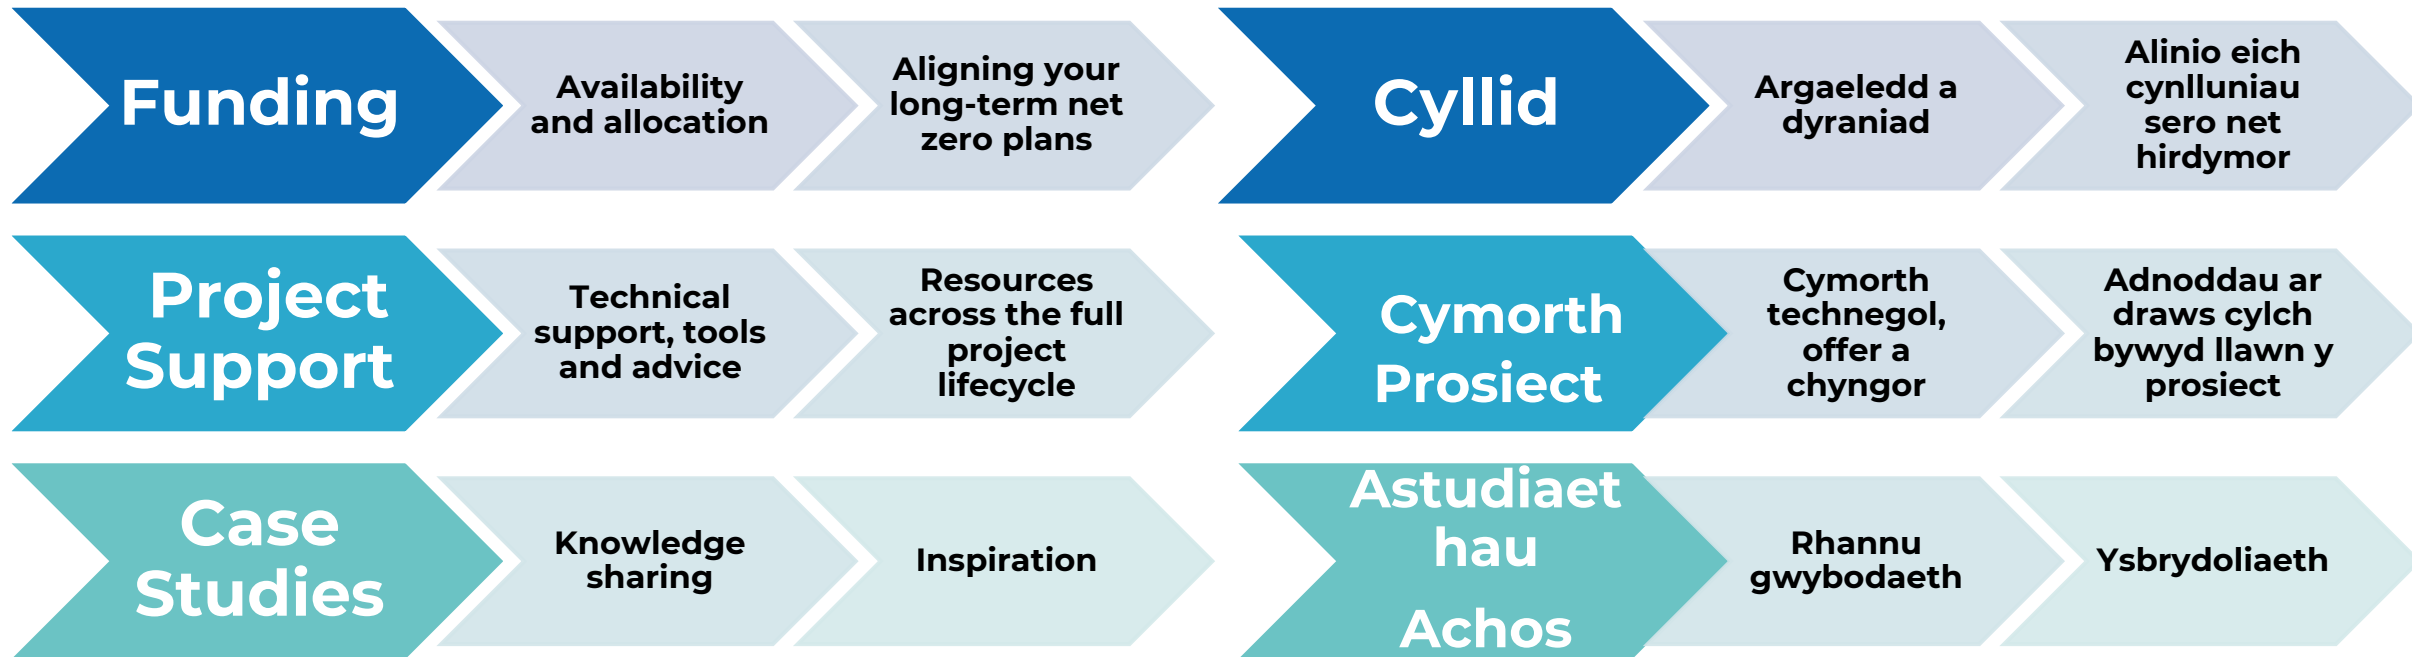 Funding
Availability
and allocation
Aligning your
long-term net
zero plans
Project
Support
Technical
support, tools
and advice
Resources
across the full
project
lifecycle
Case
Studies
Knowledge
sharing
Inspiration
Cyllid
Argaeledd a
dyraniad
Alinio eich
cynlluniau
sero net
hirdymor
Cymorth
Prosiect
Cymorth
technegol,
offer a
chyngor
Adnoddau ar
draws cylch
bywyd llawn y
prosiect
Astudiaet
hau
Achos
Rhannu
gwybodaeth
Ysbrydoliaeth